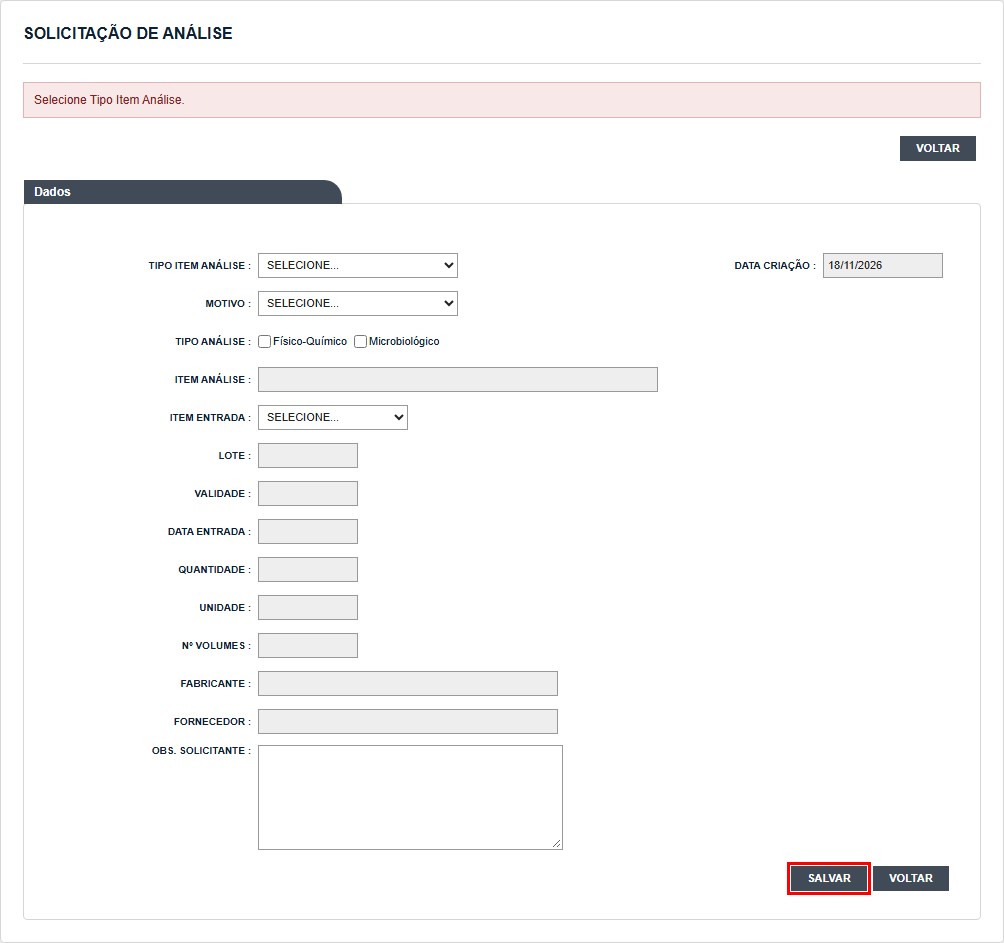 SOLICITAÇÃO DE ANÁLISE
Selecione Tipo Item Análise.
VOLTAR
Dados
TIPO ITEM ANÁLISE : SELECIONE... DATA CRIAÇÃO : 18/11/2026
MOTIVO : SELECIONE...
TIPO ANÁLISE : Físico-Químico Microbiológico
ITEM ANÁLISE :
ITEM ENTRADA : SELECIONE...
LOTE :
VALIDADE :
DATA ENTRADA :
QUANTIDADE :
UNIDADE :
Nº VOLUMES :
FABRICANTE :
FORNECEDOR :
OBS. SOLICITANTE :
SALVAR VOLTAR